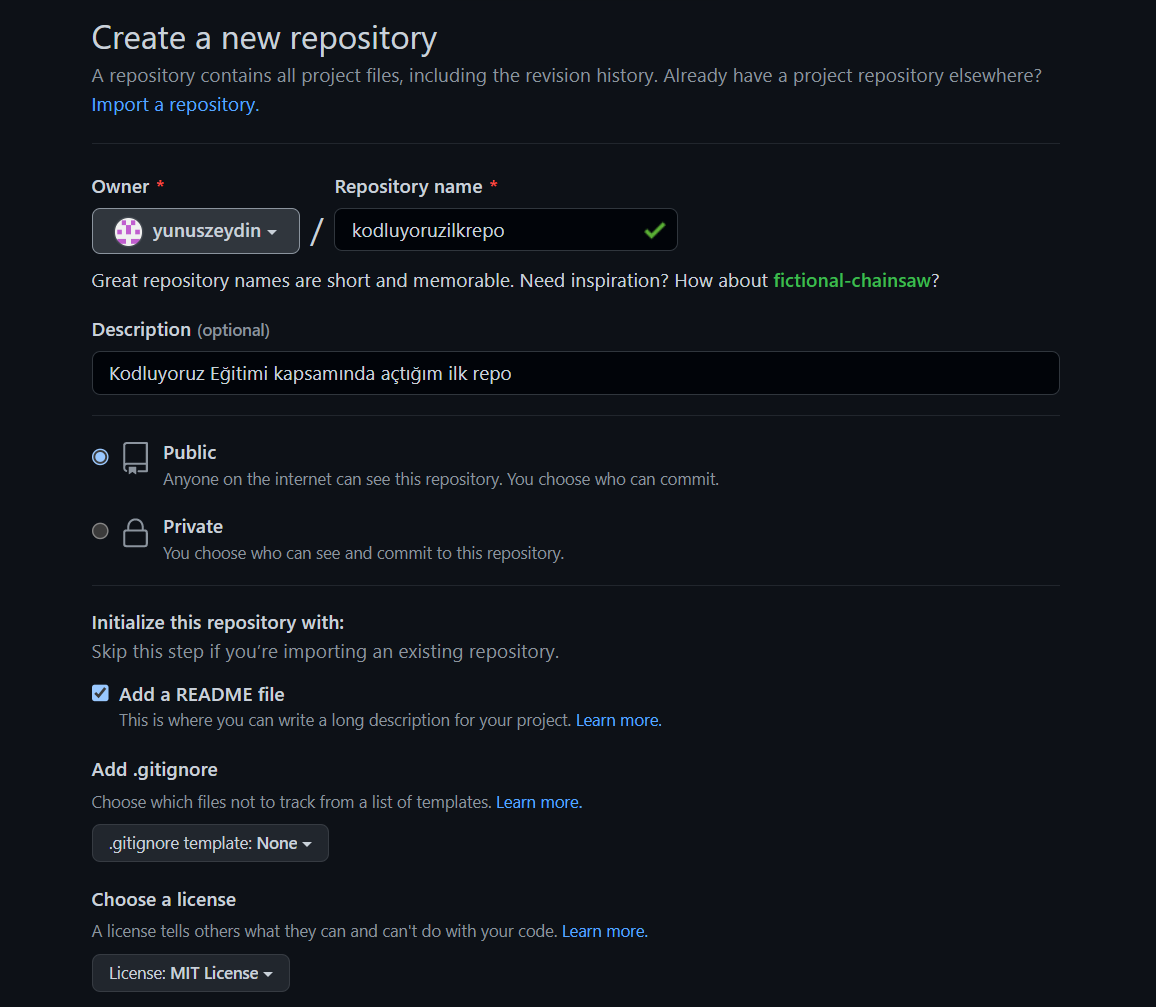 Create a new repository
A repository contains all project files, including the revision history. Already have a project repository elsewhere?
Import a repository.
Owner * Repository name *
yunuszeydin / kodluyoruzilkrepo
Great repository names are short and memorable. Need inspiration? How about fictional-chainsaw?
Description (optional)
Kodluyoruz Eğitimi kapsamında açtığım ilk repo
Public
Anyone on the internet can see this repository. You choose who can commit.
Private
You choose who can see and commit to this repository.
Initialize this repository with:
Skip this step if you’re importing an existing repository.
Add a README file
This is where you can write a long description for your project. Learn more.
Add .gitignore
Choose which files not to track from a list of templates. Learn more.
.gitignore template: None
Choose a license
A license tells others what they can and can't do with your code. Learn more.
License: MIT License